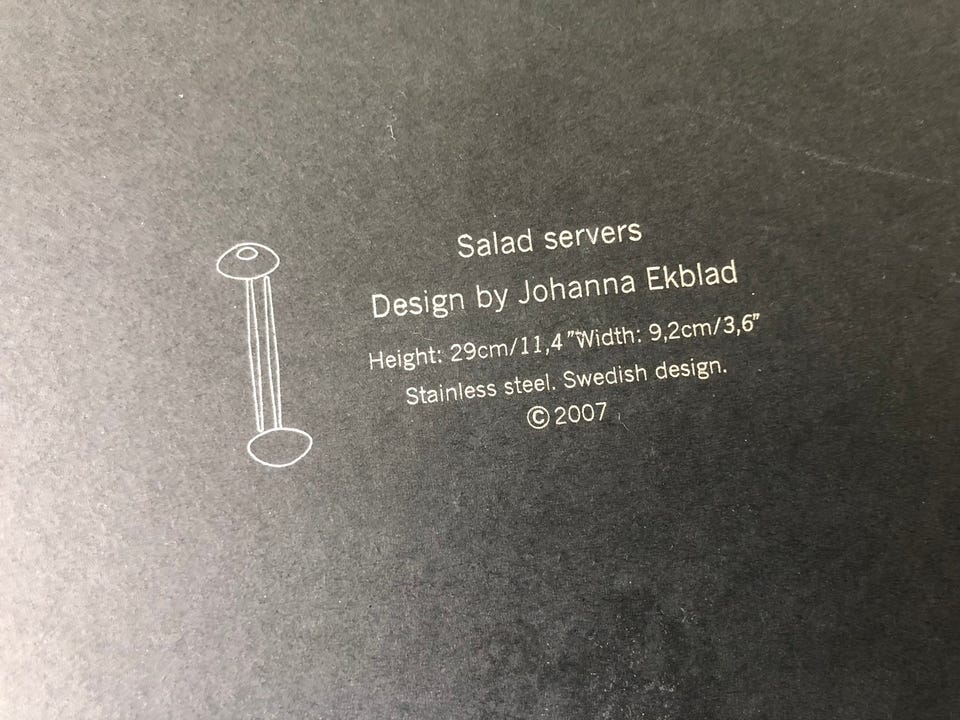 Salad servers
Design by Johanna Ekblad
Height: 29cm/11,4" Width: 9,2cm/3,6"
Stainless steel. Swedish design.
©2007